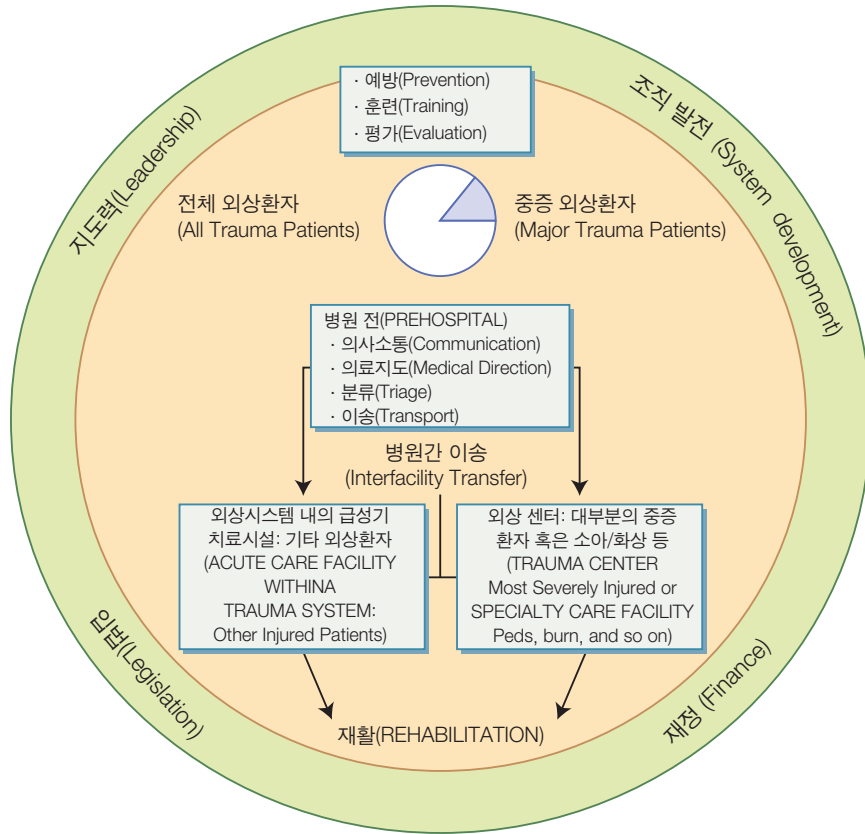 · 예방(Prevention)
· 훈련(Training)
· 평가(Evaluation)
지도력(Leadership)
조직 발전 (System development)
전체 외상환자
(All Trauma Patients)
중증 외상환자
(Major Trauma Patients)
병원 전(PREHOSPITAL)
· 의사소통(Communication)
· 의료지도(Medical Direction)
· 분류(Triage)
· 이송(Transport)
병원간 이송
(Interfacility Transfer)
외상시스템 내의 급성기
치료시설: 기타 외상환자
(ACUTE CARE FACILITY
WITHINA
TRAUMA SYSTEM:
Other Injured Patients)
외상 센터: 대부분의 중증
환자 혹은 소아/화상 등
(TRAUMA CENTER
Most Severely Injured or
SPECIALTY CARE FACILITY
Peds, burn, and so on)
입법(Legislation)
재정 (Finance)
재활(REHABILITATION)